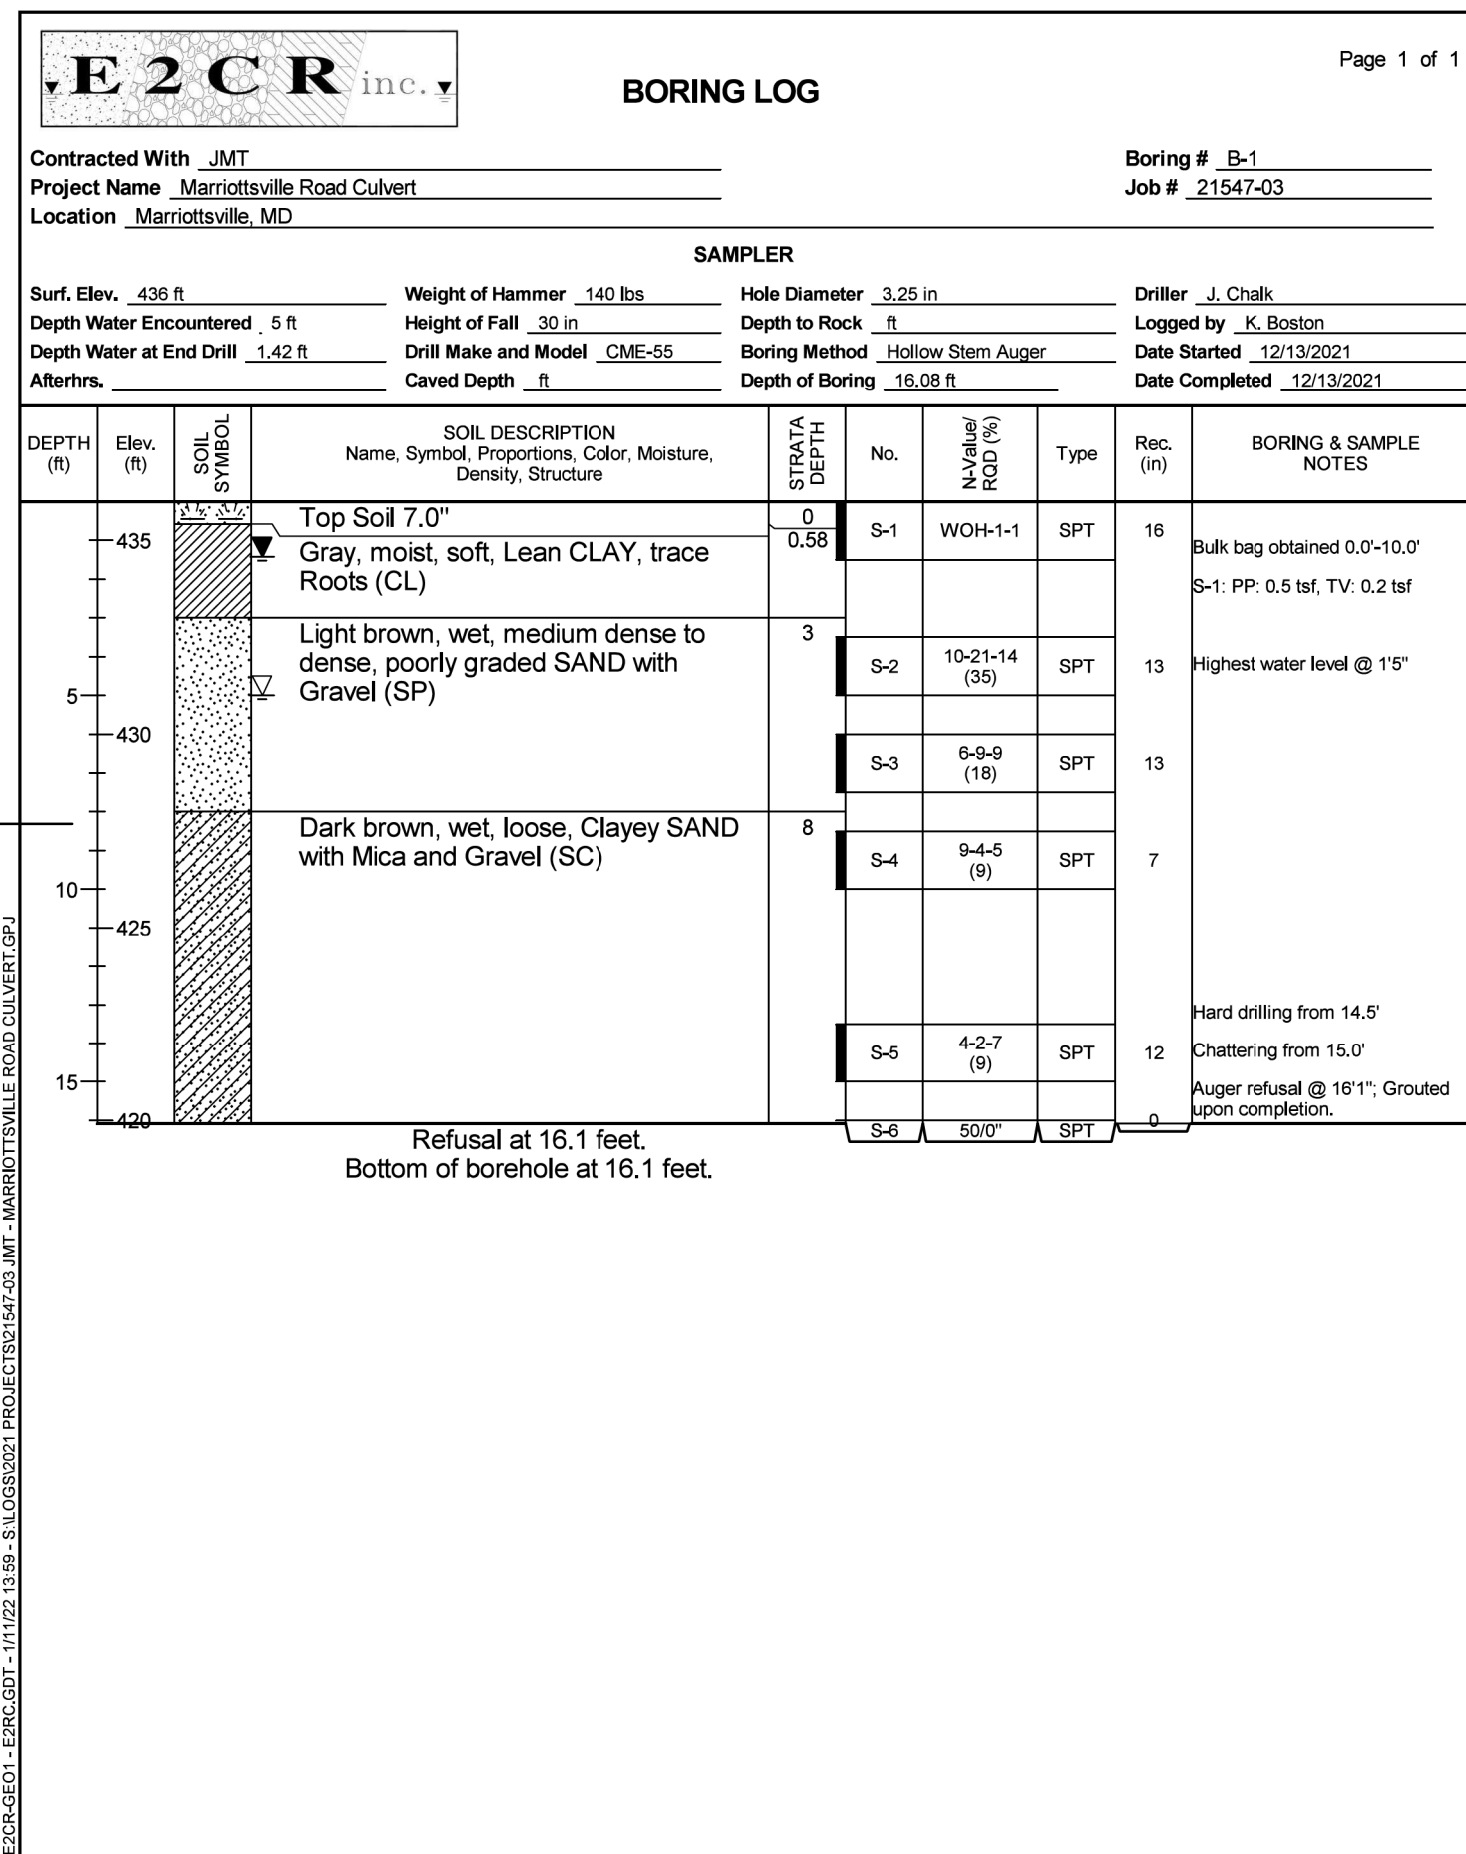 E2CR inc.
Page 1 of 1
BORING LOG
Contracted With JMT
Boring # B-1
Project Name Marriottsville Road Culvert
Job # 21547-03
Location Marriottsville, MD
SAMPLER
Surf. Elev. 436 ft Weight of Hammer 140 lbs Hole Diameter 3.25 in Driller J. Chalk
Depth Water Encountered 5 ft Height of Fall 30 in Depth to Rock ft Logged by K. Boston
Depth Water at End Drill 1.42 ft Drill Make and Model CME-55 Boring Method Hollow Stem Auger Date Started 12/13/2021
Afterhrs. Caved Depth ft Depth of Boring 16.08 ft Date Completed 12/13/2021
DEPTH
(ft)
Elev.
(ft)
SOIL
SYMBOL
SOIL DESCRIPTION
Name, Symbol, Proportions, Color, Moisture,
Density, Structure
STRATA
DEPTH
No.
N-Value/
RQD (%)
Type
Rec.
(in)
BORING & SAMPLE
NOTES
Top Soil 7.0"
0
0.58
435
S-1 WOH-1-1 SPT 16
Gray, moist, soft, Lean CLAY, trace
Roots (CL)
Bulk bag obtained 0.0'-10.0'
S-1: PP: 0.5 tsf, TV: 0.2 tsf
Light brown, wet, medium dense to
dense, poorly graded SAND with
Gravel (SP)
3
S-2 10-21-14
(35)
SPT 13
Highest water level @ 1'5"
5
430
S-3 6-9-9
(18)
SPT 13
Dark brown, wet, loose, Clayey SAND
with Mica and Gravel (SC)
8
S-4 9-4-5
(9)
SPT 7
10
425
Hard drilling from 14.5'
S-5 4-2-7
(9)
SPT 12
Chattering from 15.0'
15
Auger refusal @ 16'1"; Grouted
upon completion.
420
S-6 50/0" SPT 0
Refusal at 16.1 feet.
Bottom of borehole at 16.1 feet.
E2CR-GEO1 - E2RC.GDT - 1/11/22 13:59 - S:\LOGS\2021 PROJECTS\21547-03 JMT - MARRIOTTSVILLE ROAD CULVERT.GPJ